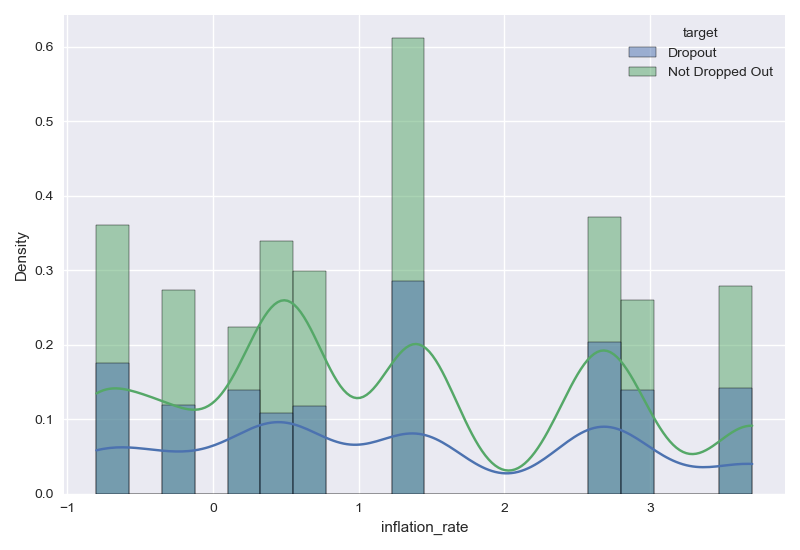 target
Dropout
Not Dropped Out
0.6
0.5
0.4
0.3
0.2
0.1
0.0
Density
−1 0 1 2 3
inflation_rate